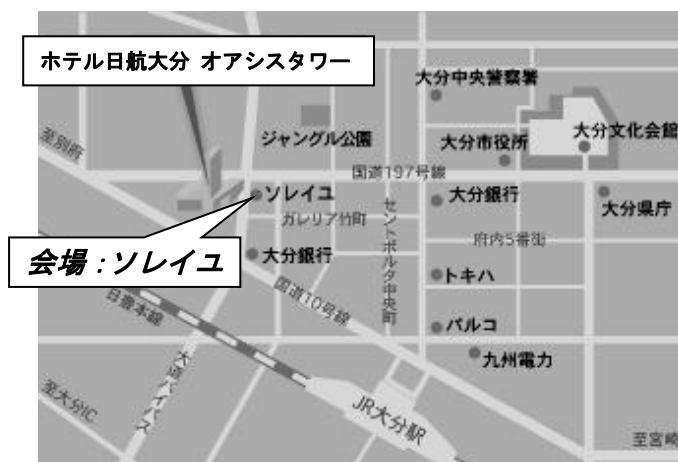 ホテル日航大分 オアシスタワー
大分中央警察署
ジャングル公園
大分市役所
大分文化会館
至別府
国道197号線
ソレイユ
大分銀行
大分県庁
ガレリア竹町
セントポルタ中央町
府内5番街
会場:ソレイユ
大分銀行
トキハ
国道10号線
日豊本線
パルコ
九州電力
大道バイパス
至大分IC
JR大分駅
至宮崎